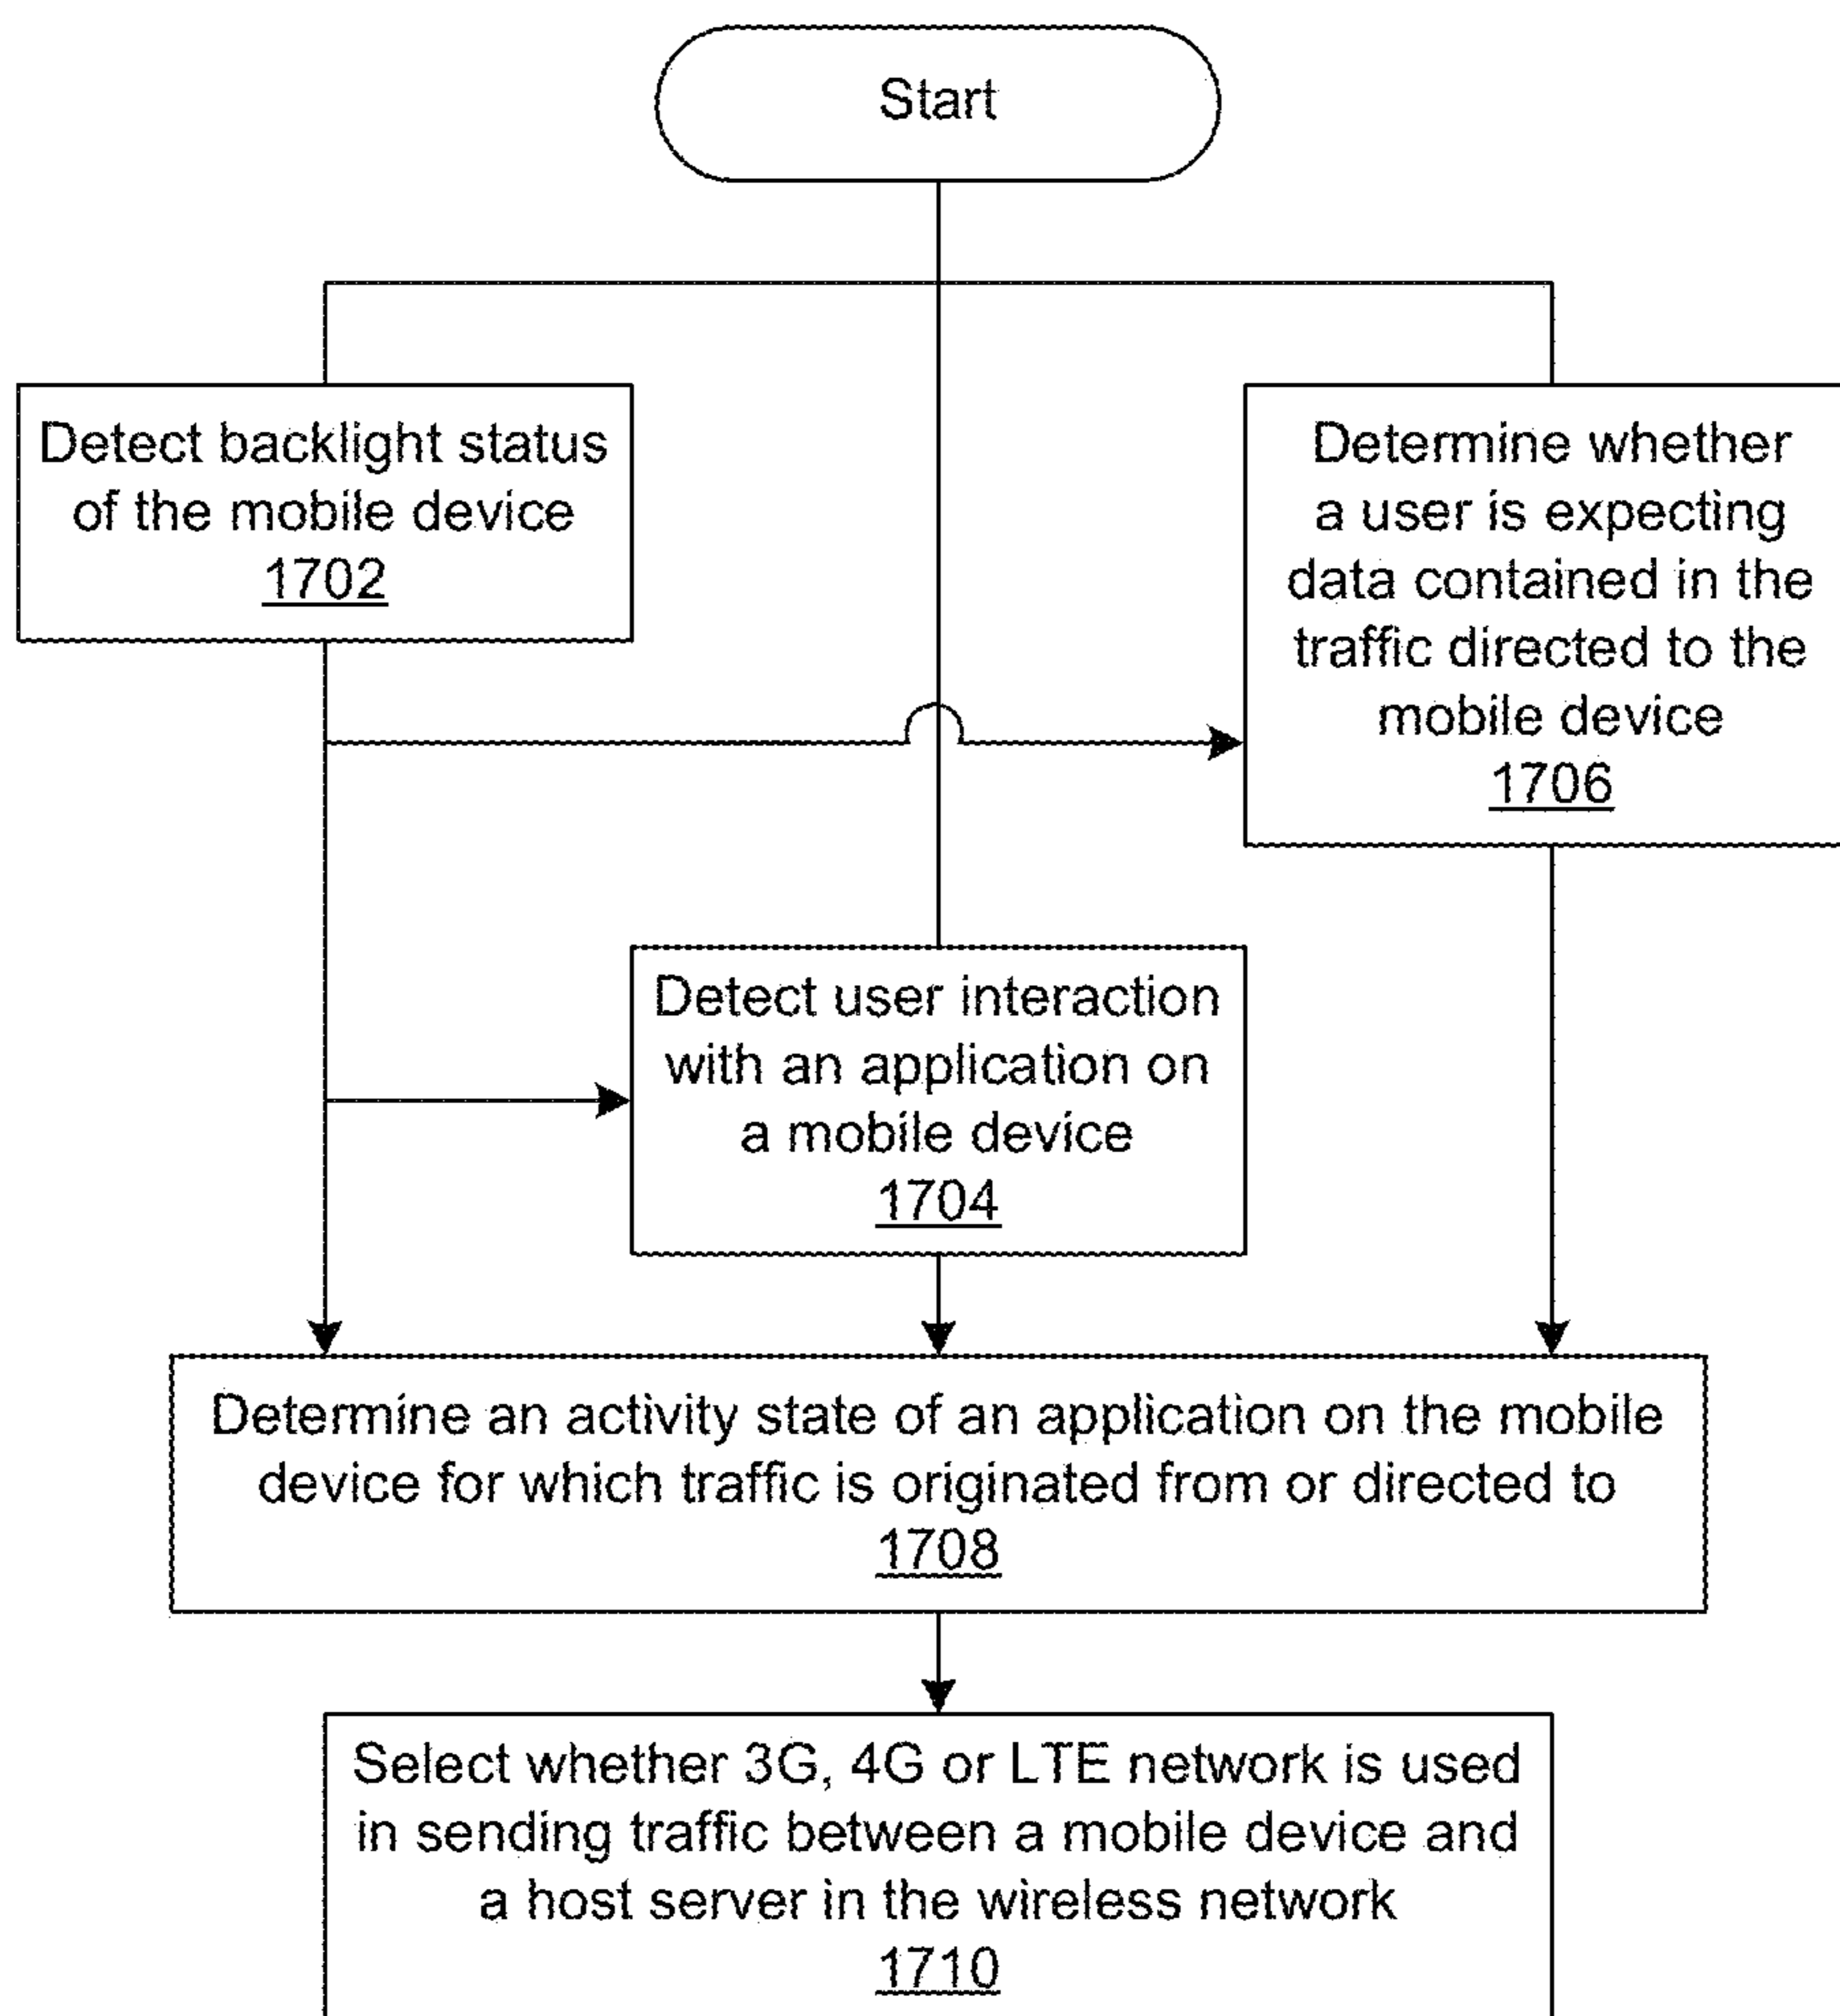 Start
Detect backlight status
of the mobile device
1702
Determine whether
a user is expecting
data contained in the
traffic directed to the
mobile device
1706
Detect user interaction
with an application on
a mobile device
1704
Determine an activity state of an application on the mobile
device for which traffic is originated from or directed to
1708
Select whether 3G, 4G or LTE network is used
in sending traffic between a mobile device and
a host server in the wireless network
1710